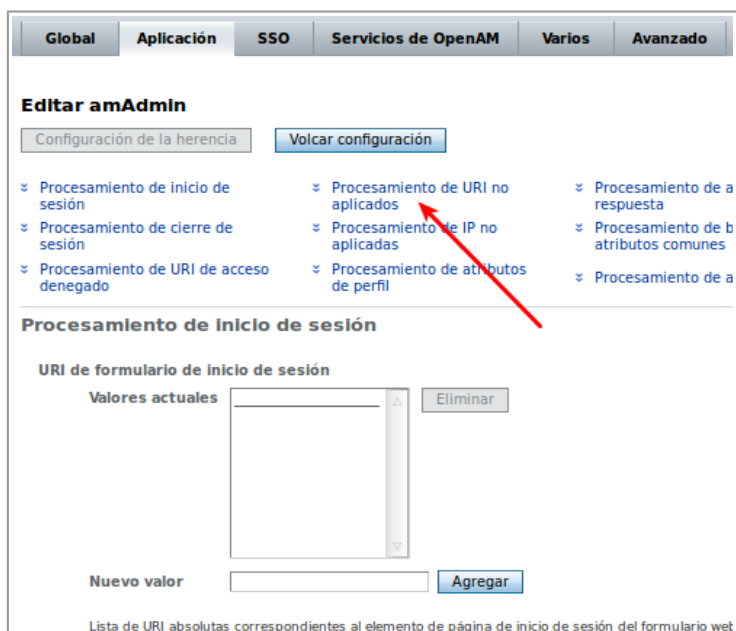 Global Aplicación SSO Servicios de OpenAM Varios Avanzado
Editar amAdmin
Configuración de la herencia Volcar configuración
Procesamiento de inicio de sesión
Procesamiento de URI no aplicados
Procesamiento de a
respuesta
Procesamiento de cierre de sesión
Procesamiento de IP no aplicadas
Procesamiento de b
atributos comunes
Procesamiento de URI de acceso denegado
Procesamiento de atributos de perfil
Procesamiento de a
Procesamiento de inicio de sesión
URI de formulario de inicio de sesión
Valores actuales
Eliminar
Nuevo valor
Agregar
Lista de URI absolutas correspondientes al elemento de página de inicio de sesión del formulario web